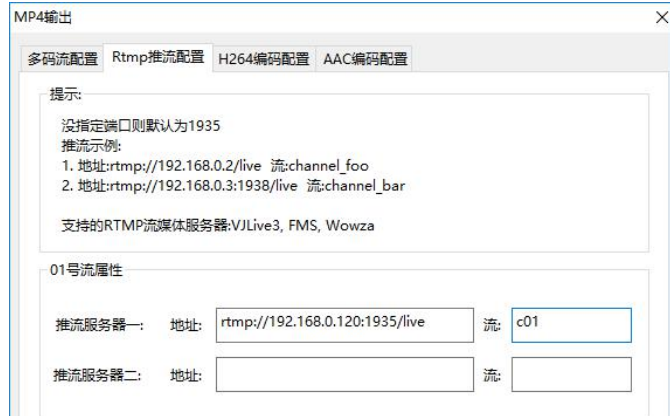 MP4输出
多码流配置 Rtmp推流配置 H264编码配置 AAC编码配置
提示:
没指定端口则默认为1935
推流示例:
1. 地址:rtmp://192.168.0.2/live 流:channel_foo
2. 地址:rtmp://192.168.0.3:1938/live 流:channel_bar
支持的RTMP流媒体服务器:VJLive3, FMS, Wowza
01号流属性
推流服务器一: 地址: rtmp://192.168.0.120:1935/live 流: c01
推流服务器二: 地址: 流: